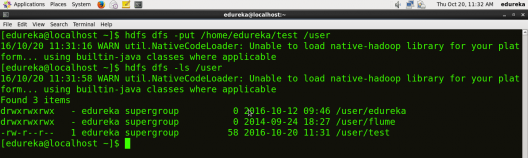 Thu Oct 20, 11:32 AM edureka
edureka@localhost:~
File Edit View Search Terminal Help
[edureka@localhost ~]$ hdfs dfs -put /home/edureka/test /user
16/10/20 11:31:16 WARN util.NativeCodeLoader: Unable to load native-hadoop library for your plat
form... using builtin-java classes where applicable
[edureka@localhost ~]$ hdfs dfs -ls /user
16/10/20 11:31:58 WARN util.NativeCodeLoader: Unable to load native-hadoop library for your plat
form... using builtin-java classes where applicable
Found 3 items
drwxrwxrwx - edureka supergroup 0 2016-10-12 09:46 /user/edureka
drwxrwxrwx - edureka supergroup 0 2014-09-24 18:27 /user/flume
-rw-r--r-- 1 edureka supergroup 58 2016-10-20 11:31 /user/test
[edureka@localhost ~]$